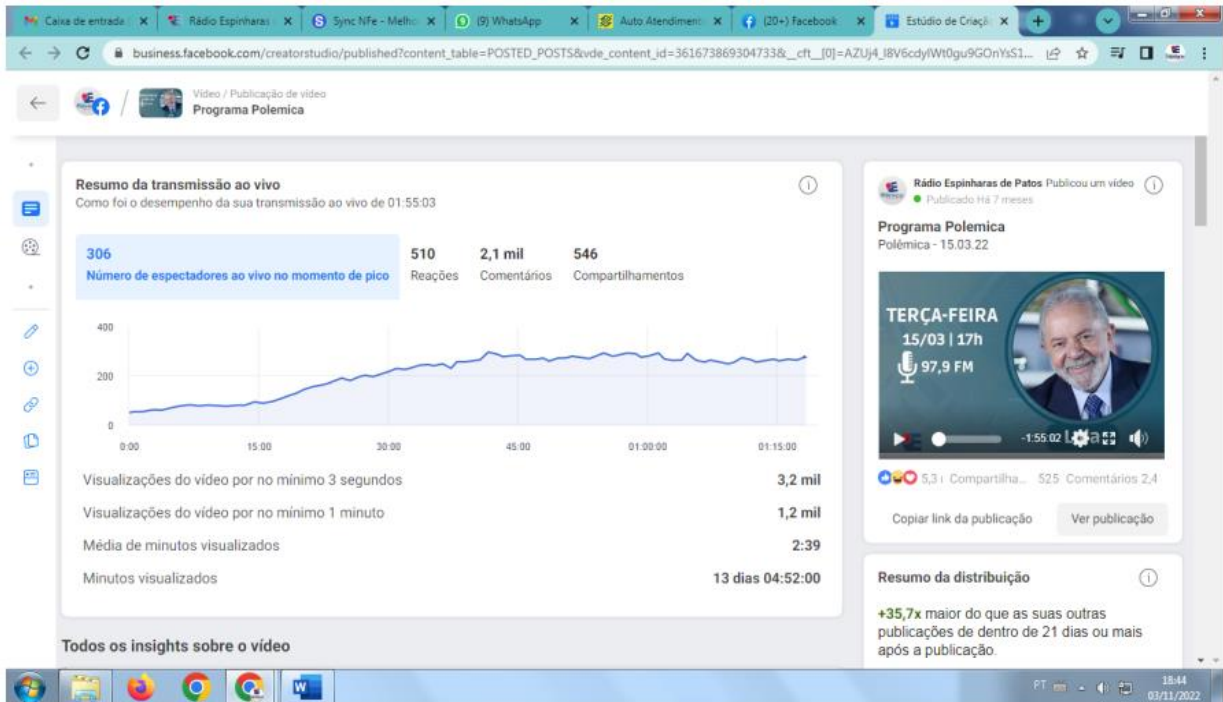 Caixa de entrada
Rádio Espinharas
Sync NFe - Melho
(9) WhatsApp
Auto Atendiment
(20+) Facebook
Estúdio de Criaçã
business.facebook.com/creatorstudio/published?content_table=POSTED_POSTS&vde_content_id=361673869304733&__cft__[0]=AZUj4_l8V6cdylWt0gu9GOnYsS1...
Vídeo / Publicação de vídeo
Programa Polemica
Resumo da transmissão ao vivo
Como foi o desempenho da sua transmissão ao vivo de 01:55:03
306 510 2,1 mil 546
Número de espectadores ao vivo no momento de pico Reações Comentários Compartilhamentos
400
200
0
0:00 15:00 30:00 45:00 01:00:00 01:15:00
Visualizações do vídeo por no mínimo 3 segundos 3,2 mil
Visualizações do vídeo por no mínimo 1 minuto 1,2 mil
Média de minutos visualizados 2:39
Minutos visualizados 13 dias 04:52:00
Todos os insights sobre o vídeo
Rádio Espinharas de Patos Publicou um vídeo
Publicado Há 7 meses
Programa Polemica
Polêmica - 15.03.22
TERÇA-FEIRA
15/03 | 17h
97,9 FM
-1:55:02
5,3 Compartilha... 525 Comentários 2,4
Copiar link da publicação Ver publicação
Resumo da distribuição
+35,7x maior do que as suas outras
publicações de dentro de 21 dias ou mais
após a publicação.
PT 18:44
03/11/2022